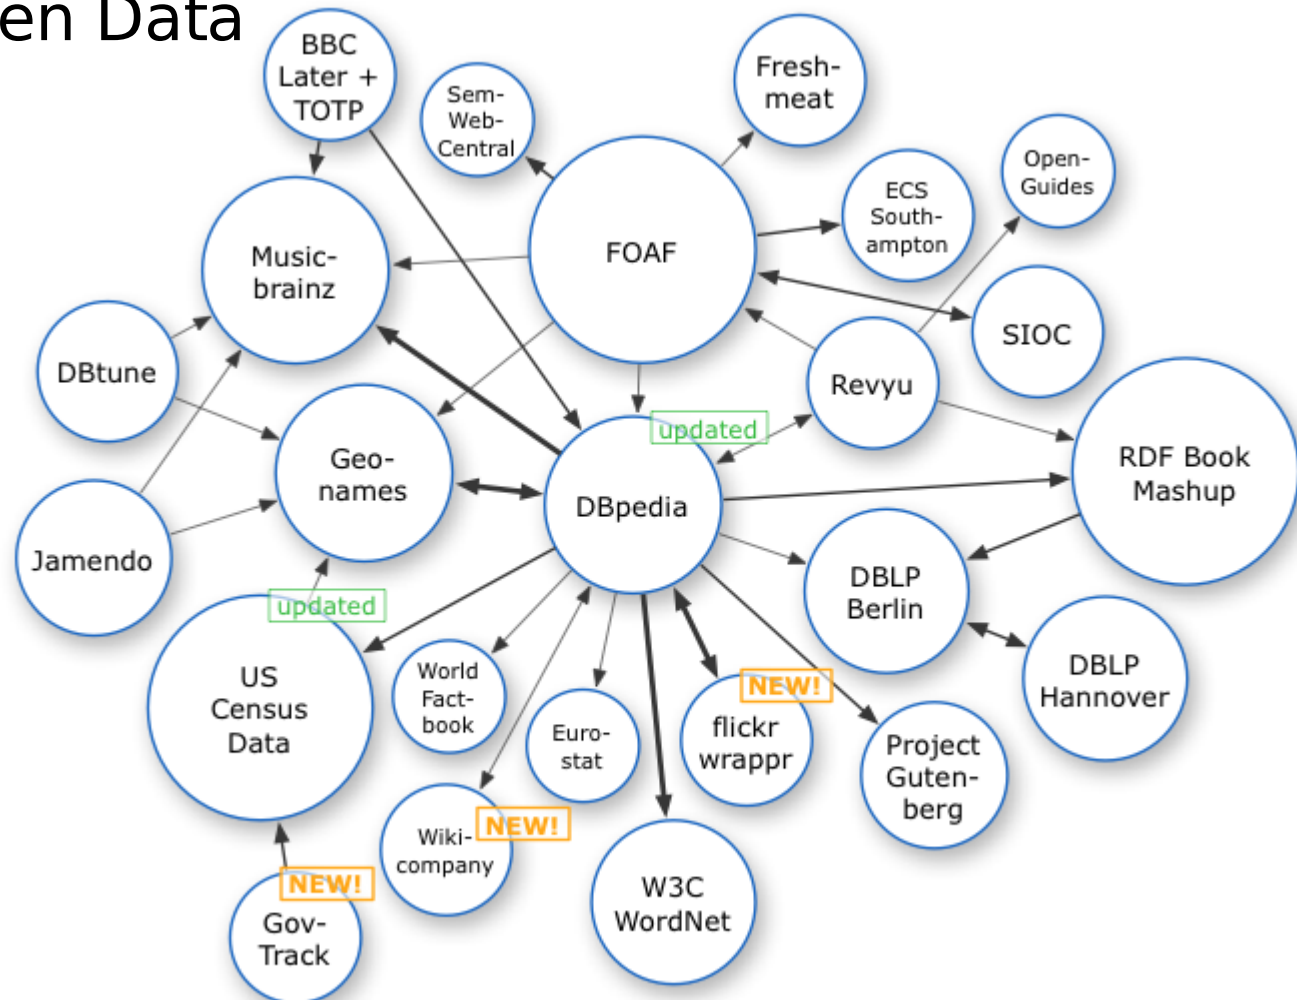 en Data
BBC
Later +
TOTP
Sem-
Web-
Central
Fresh-
meat
Open-
Guides
ECS
South-
ampton
FOAF
Music-
brainz
SIOC
DBtune
Revyu
updated
Geo-
names
RDF Book
Mashup
DBpedia
Jamendo
DBLP
Berlin
updated
US
Census
Data
World
Fact-
book
DBLP
Hannover
NEW!
flickr
wrappr
Euro-
stat
Project
Guten-
berg
NEW!
Wiki-
company
W3C
WordNet
NEW!
Gov-
Track